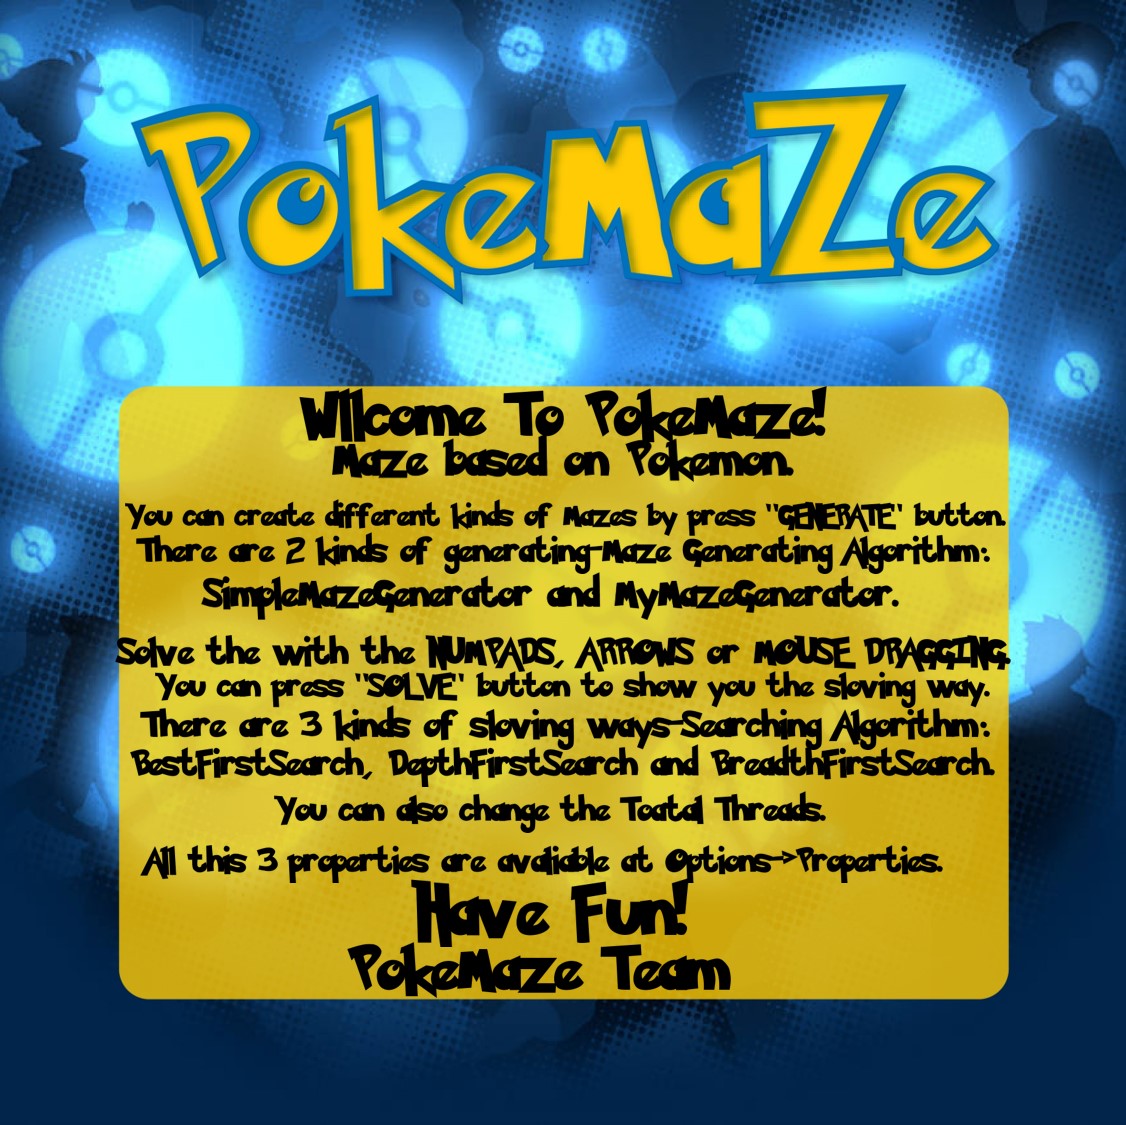 PokeMaZe
Wllcome To PokeMaze!
Maze based on Pokemon.
You can create different kinds of Mazes by press "GENERATE" button.
There are 2 kinds of generating-Maze Generating Algorithm:
SimpleMazeGenerator and MyMazeGenerator.
Solve the with the NUMPADS, ARROWS or MOUSE DRAGGING.
You can press "SOLVE" button to show you the sloving way.
There are 3 kinds of sloving ways-Searching Algorithm:
BestFirstSearch, DepthFirstSearch and BreadthFirstSearch.
You can also change the Toatal Threads.
All this 3 properties are avaliable at Options->Properties.
Have Fun!
PokeMaze Team